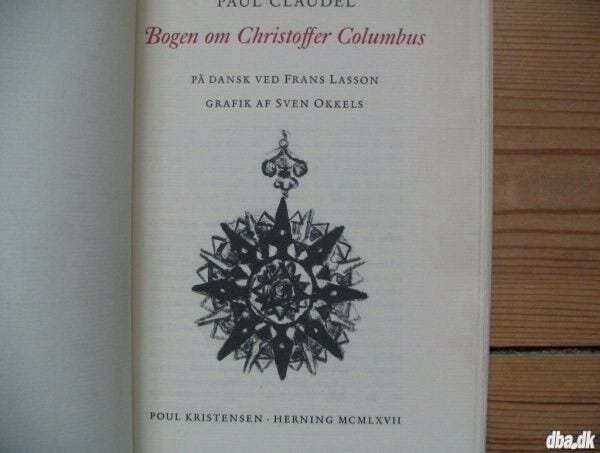 PAUL CLAUDEL
Bogen om Christoffer Columbus
PÅ DANSK VED FRANS LASSON
GRAFIK AF SVEN OKKELS
POUL KRISTENSEN · HERNING MCMLXVII
dba.dk